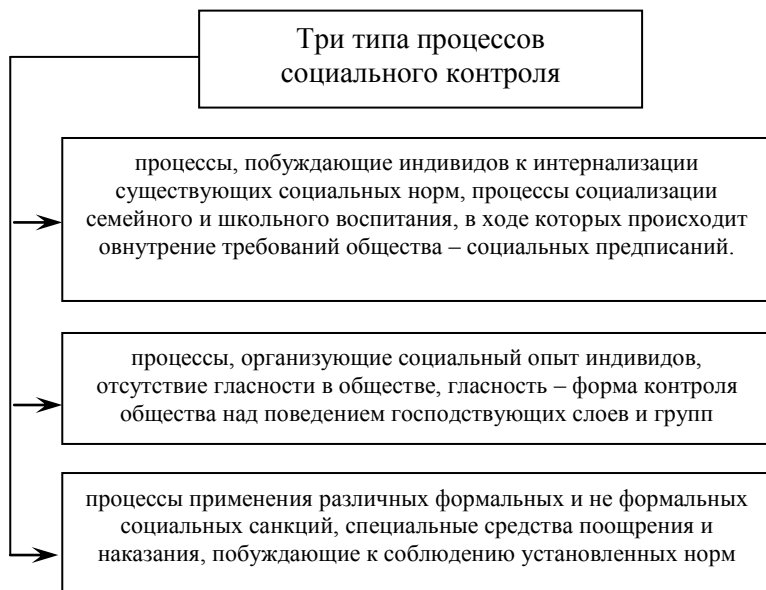 Три типа процессов
социального контроля
процессы, побуждающие индивидов к интернализации
существующих социальных норм, процессы социализации
семейного и школьного воспитания, в ходе которых происходит
овнутрение требований общества – социальных предписаний.
процессы, организующие социальный опыт индивидов,
отсутствие гласности в обществе, гласность – форма контроля
общества над поведением господствующих слоев и групп
процессы применения различных формальных и не формальных
социальных санкций, специальные средства поощрения и
наказания, побуждающие к соблюдению установленных норм